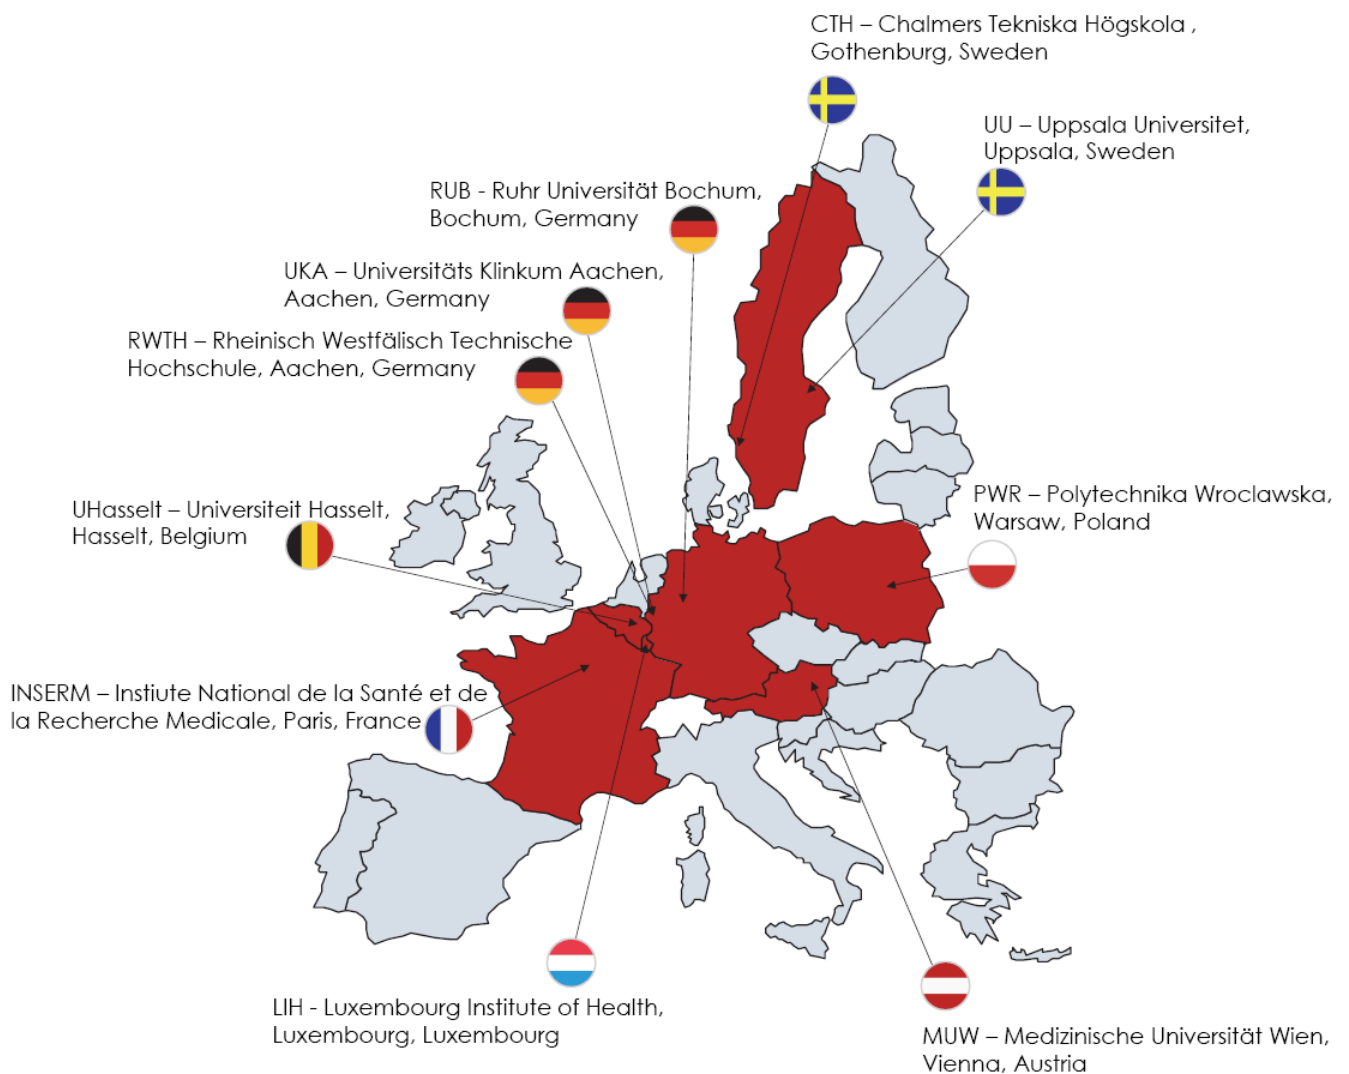 CTH – Chalmers Tekniska Högskola ,
Gothenburg, Sweden
UU – Uppsala Universitet,
Uppsala, Sweden
RUB - Ruhr Universität Bochum,
Bochum, Germany
UKA – Universitäts Klinkum Aachen,
Aachen, Germany
RWTH – Rheinisch Westfälisch Technische
Hochschule, Aachen, Germany
UHasselt – Universiteit Hasselt,
Hasselt, Belgium
PWR – Polytechnika Wroclawska,
Warsaw, Poland
INSERM – Instiute National de la Santé et de
la Recherche Medicale, Paris, France
LIH - Luxembourg Institute of Health,
Luxembourg, Luxembourg
MUW – Medizinische Universität Wien,
Vienna, Austria